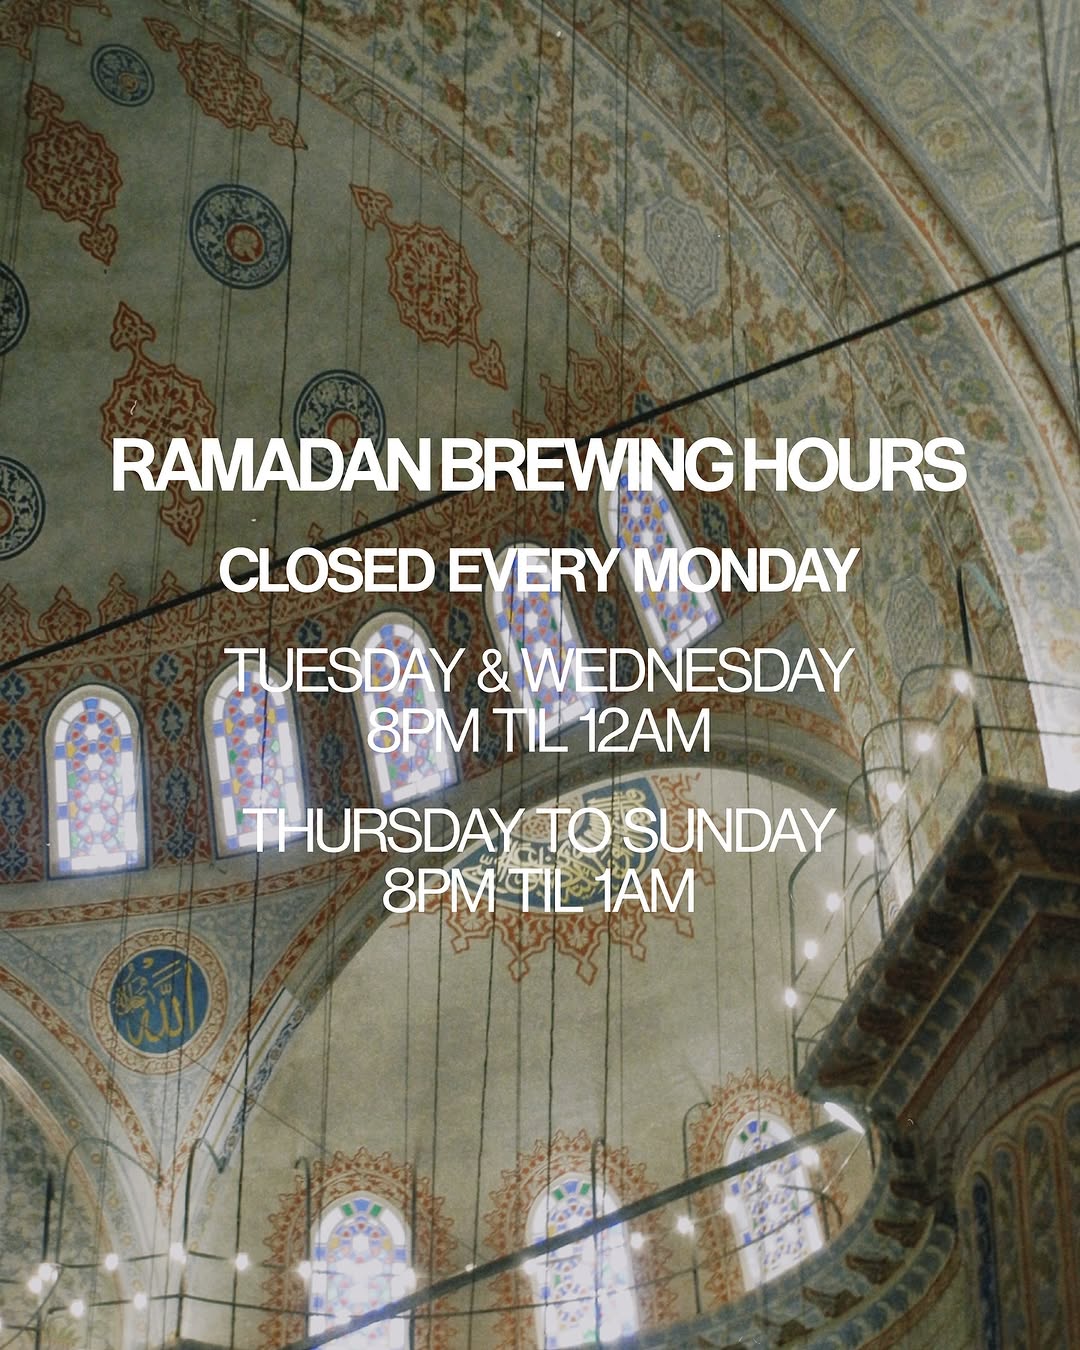 RAMADAN BREWING HOURS
CLOSED EVERY MONDAY
TUESDAY & WEDNESDAY
8PM TIL 12AM
THURSDAY TO SUNDAY
8PM TIL 1AM
الله